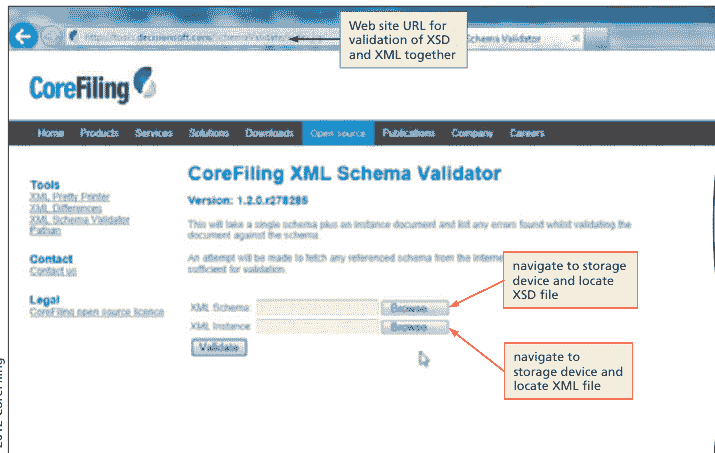 Web site URL for
validation of XSD
and XML together
Schema Validator
CoreFiling
Home Products Services Solutions Downloads Open source Publications Company Careers
CoreFiling XML Schema Validator
Version: 1.2.0.r278285
This will take a single schema plus an instance document and list any errors found whilst validating the
document against the schema.
An attempt will be made to fetch any referenced schema from the interne
sufficient for validation.
Tools
XML Pretty Printer
XML Differences
XML Schema Validator
Contact
Contact us
Legal
CoreFiling open source licence
XML Schema: Browse
XML Instance: Browse
Validate
navigate to storage
device and locate
XSD file
navigate to
storage device and
locate XML file
2012 CoreFiling